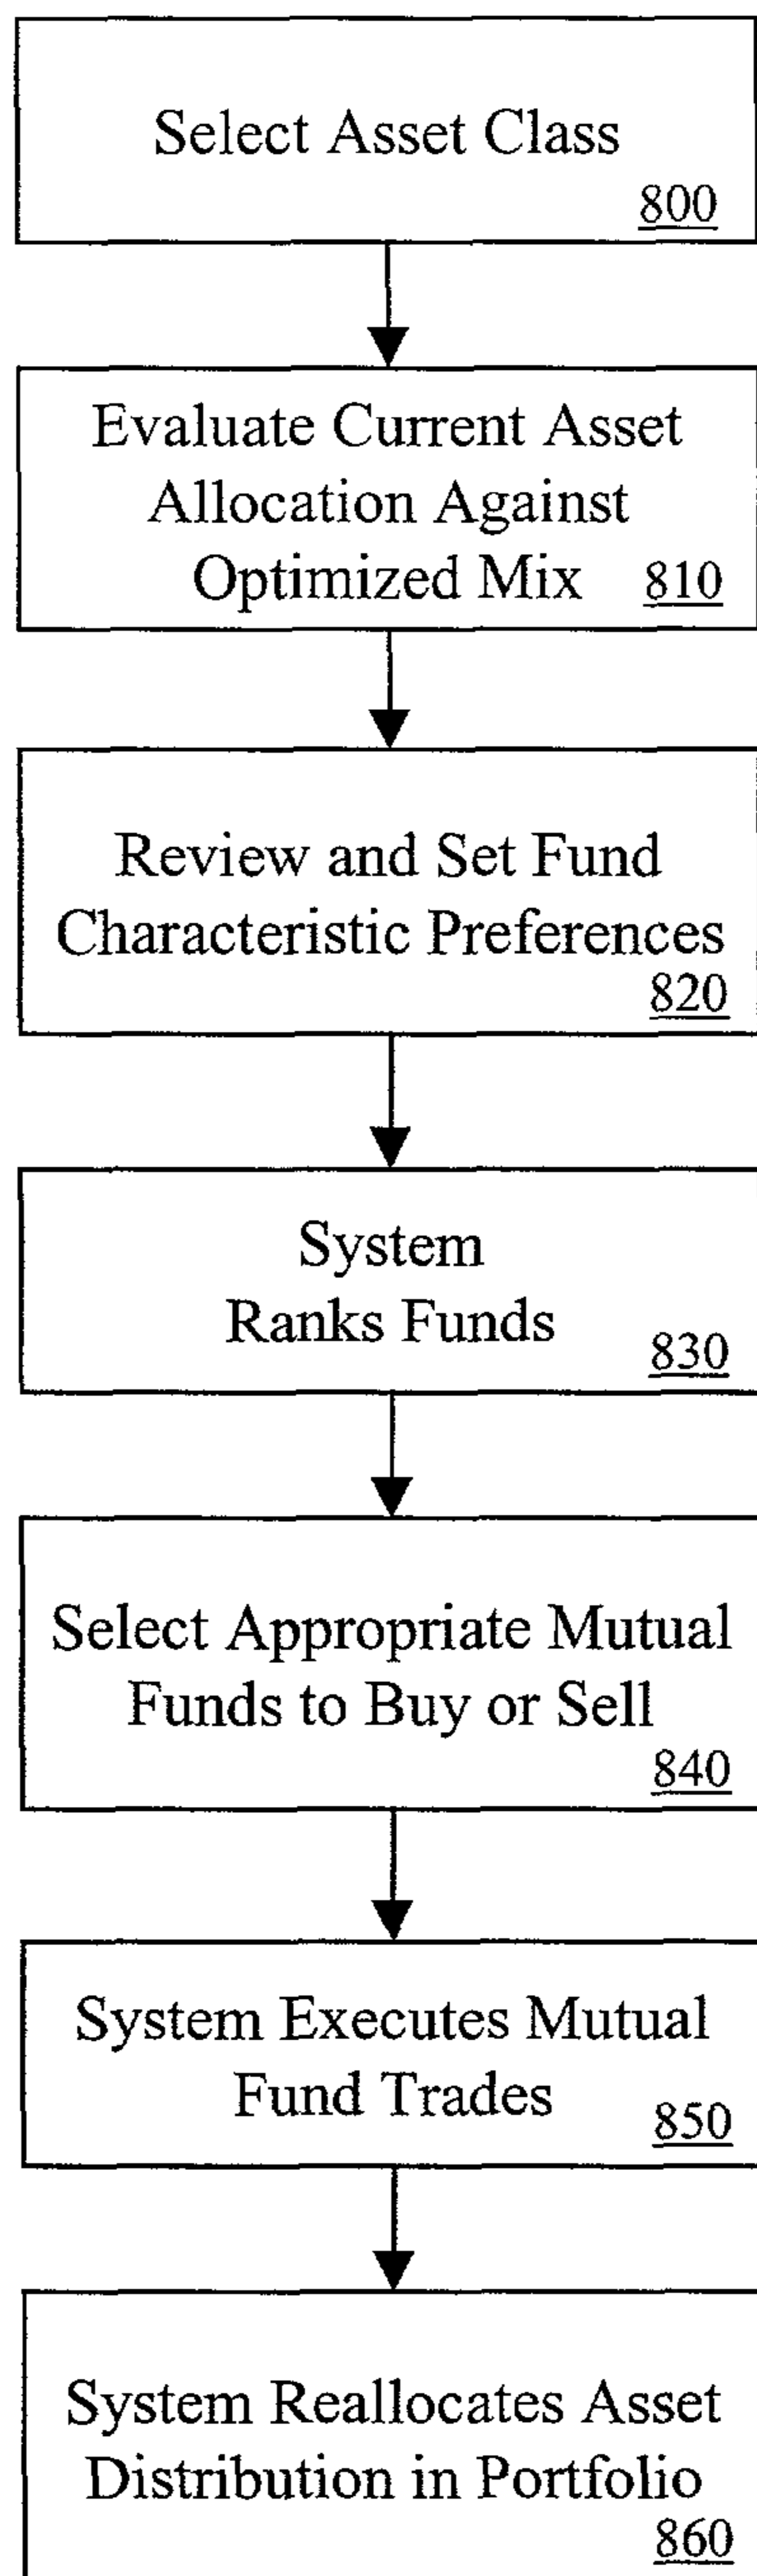 Select Asset Class
800
Evaluate Current Asset
Allocation Against
Optimized Mix 810
Review and Set Fund
Characteristic Preferences
820
System
Ranks Funds
830
Select Appropriate Mutual
Funds to Buy or Sell
840
System Executes Mutual
Fund Trades
850
System Reallocates Asset
Distribution in Portfolio
860